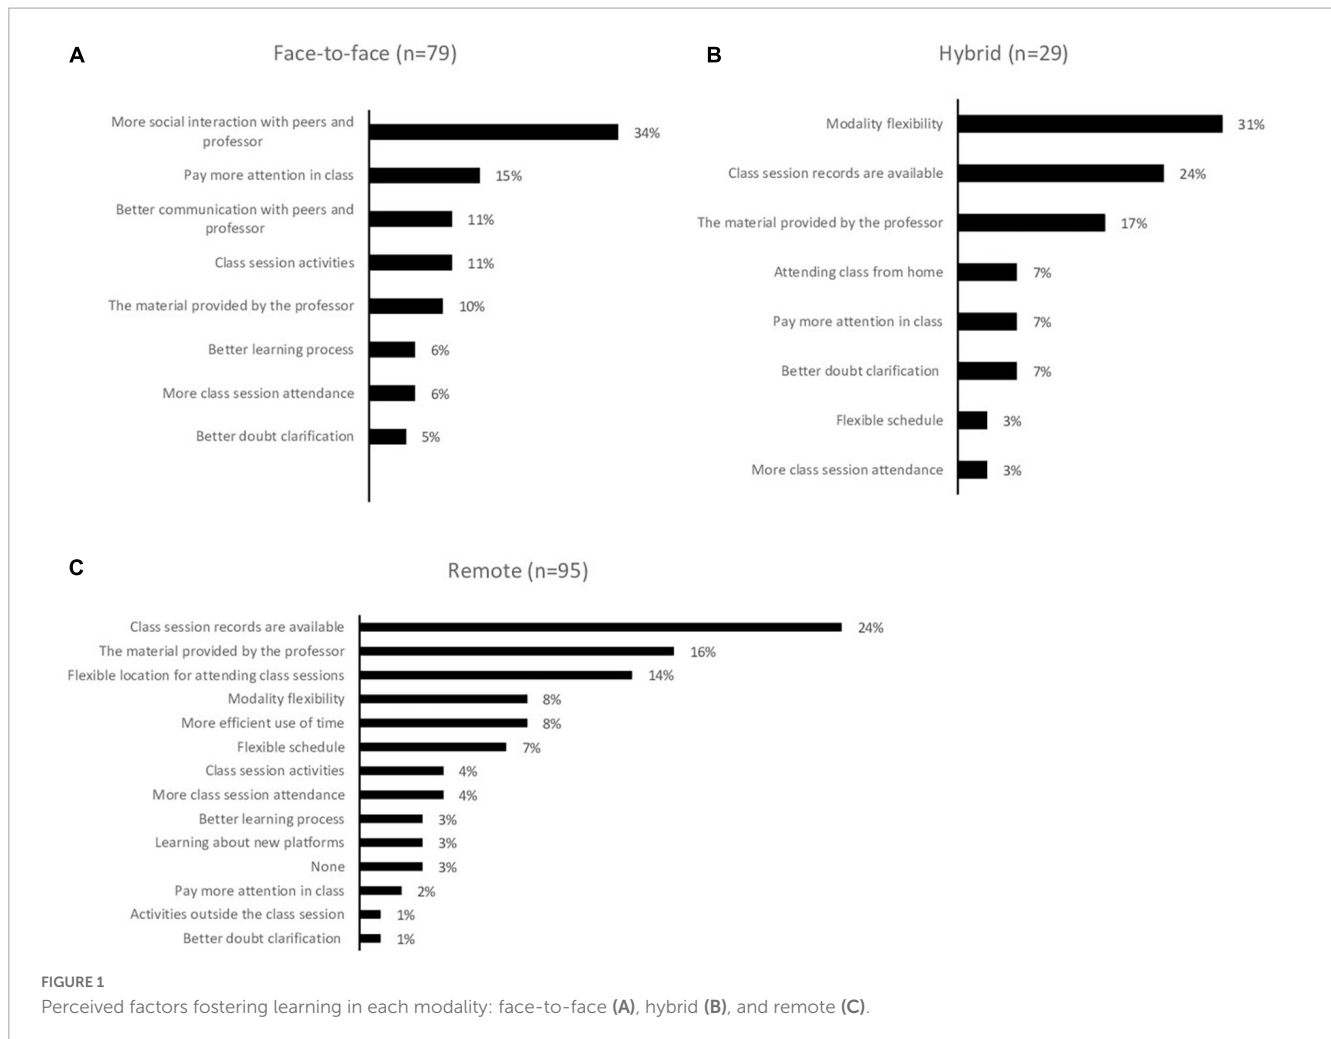 A
Face-to-face (n=79)
More social interaction with peers and
professor
34%
Pay more attention in class
15%
Better communication with peers and
professor
11%
Class session activities
11%
The material provided by the professor
10%
Better learning process
6%
More class session attendance
6%
Better doubt clarification
5%
B
Hybrid (n=29)
Modality flexibility
31%
Class session records are available
24%
The material provided by the professor
17%
Attending class from home
7%
Pay more attention in class
7%
Better doubt clarification
7%
Flexible schedule
3%
More class session attendance
3%
C
Remote (n=95)
Class session records are available
24%
The material provided by the professor
16%
Flexible location for attending class sessions
14%
Modality flexibility
8%
More efficient use of time
8%
Flexible schedule
7%
Class session activities
4%
More class session attendance
4%
Better learning process
3%
Learning about new platforms
3%
None
3%
Pay more attention in class
2%
Activities outside the class session
1%
Better doubt clarification
1%
FIGURE 1
Perceived factors fostering learning in each modality: face-to-face (A), hybrid (B), and remote (C).